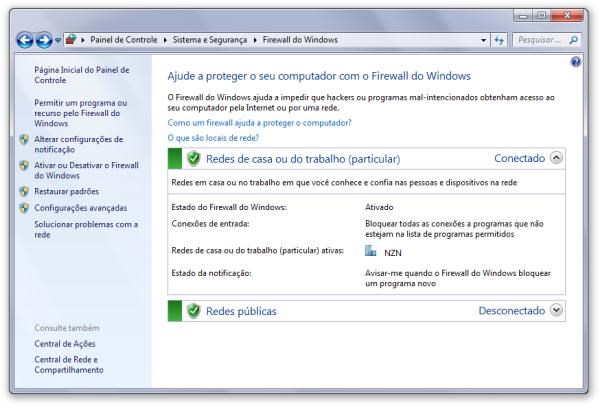 Painel de Controle
Sistema e Segurança
Firewall do Windows
Pesquisar...
Página Inicial do Painel de
Controle
Permitir um programa ou
recurso pelo Firewall do
Windows
Alterar configurações de
notificação
Ativar ou Desativar o Firewall
do Windows
Restaurar padrões
Configurações avançadas
Solucionar problemas com a
rede
Consulte também
Central de Ações
Central de Rede e
Compartilhamento
Ajude a proteger o seu computador com o Firewall do Windows
O Firewall do Windows ajuda a impedir que hackers ou programas mal-intencionados obtenham acesso ao
seu computador pela Internet ou por uma rede.
Como um firewall ajuda a proteger o computador?
O que são locais de rede?
Redes de casa ou do trabalho (particular) Conectado
Redes em casa ou no trabalho em que você conhece e confia nas pessoas e dispositivos na rede
Estado do Firewall do Windows: Ativado
Conexões de entrada: Bloquear todas as conexões a programas que não
estejam na lista de programas permitidos
Redes de casa ou do trabalho (particular) ativas: NZN
Estado da notificação: Avisar-me quando o Firewall do Windows bloquear
um programa novo
Redes públicas Desconectado